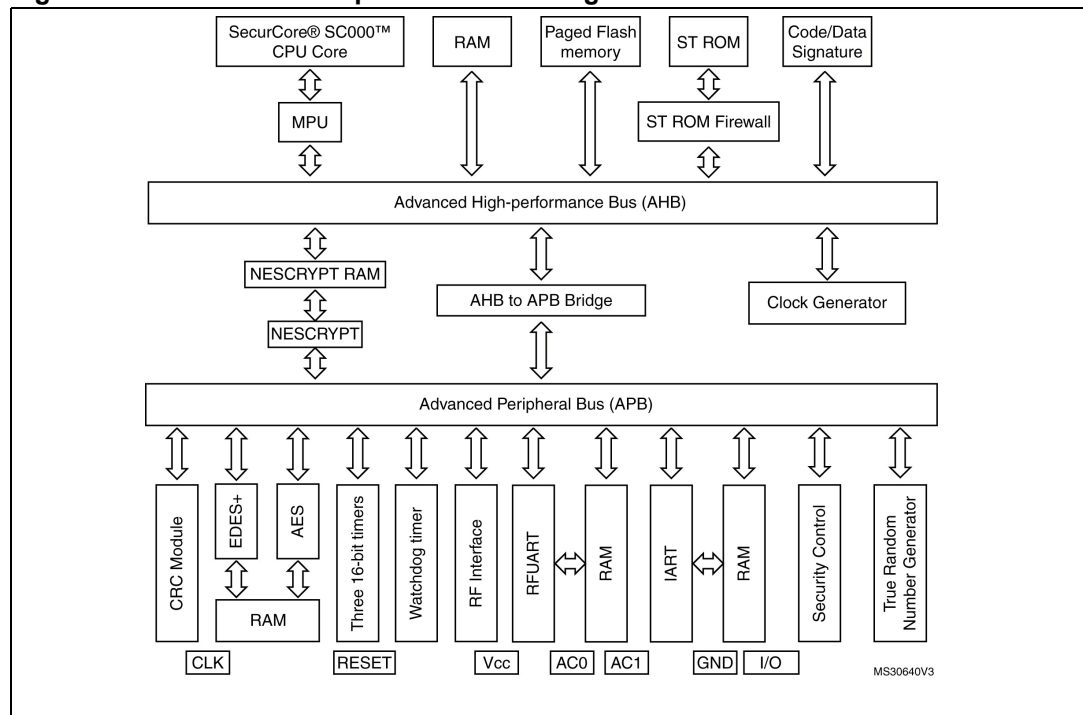 SecurCore® SC000™
CPU Core
RAM
Paged Flash
memory
ST ROM
Code/Data
Signature
MPU
ST ROM Firewall
Advanced High-performance Bus (AHB)
NESCRYPT RAM
AHB to APB Bridge
Clock Generator
NESCRYPT
Advanced Peripheral Bus (APB)
CRC Module
EDES+
AES
RAM
Three 16-bit timers
Watchdog timer
RF Interface
RFUART
RAM
IART
RAM
Security Control
True Random
Number Generator
CLK
RESET
Vcc
AC0
AC1
GND
I/O
MS30640V3